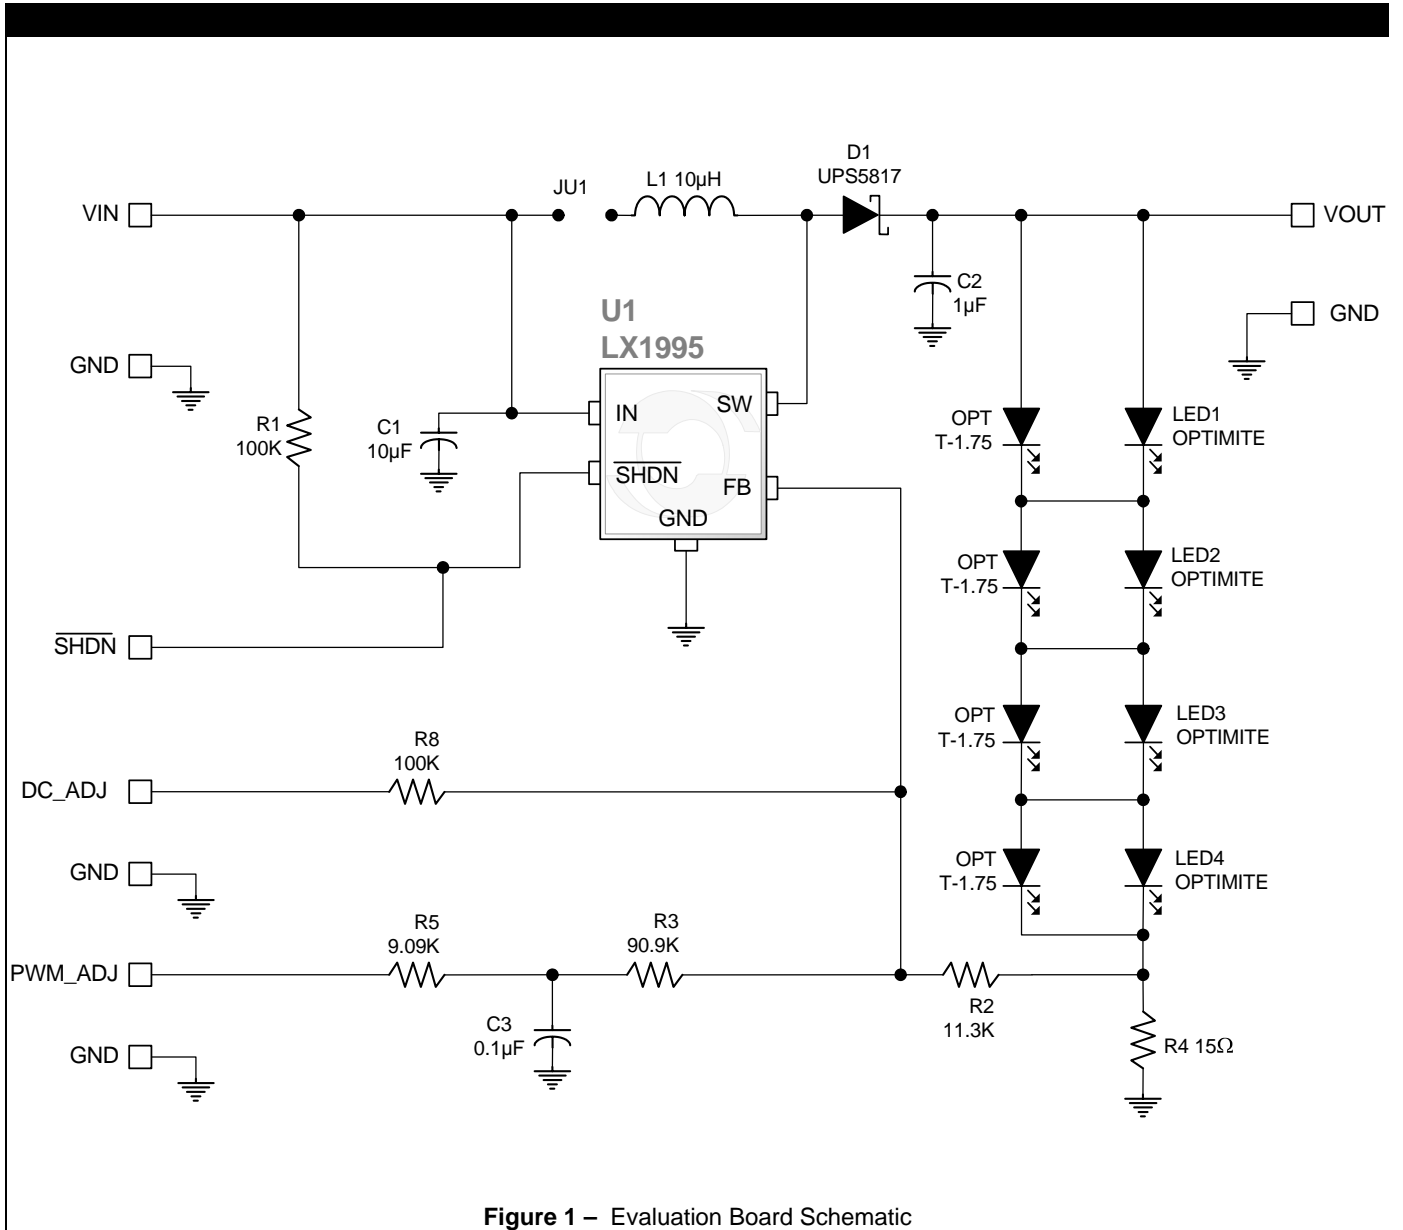 D1
UPS5817
L1 10µH
JU1
VIN
VOUT
C2
1µF
GND
U1
LX1995
GND
IN
SW
SHDN
FB
GND
R1
100K
C1
10µF
OPT
T-1.75
LED1
OPTIMITE
OPT
T-1.75
LED2
OPTIMITE
SHDN
OPT
T-1.75
LED3
OPTIMITE
R8
100K
DC_ADJ
OPT
T-1.75
LED4
OPTIMITE
GND
R5
9.09K
R3
90.9K
PWM_ADJ
R2
11.3K
C3
0.1µF
R4 15Ω
GND
Figure 1 – Evaluation Board Schematic